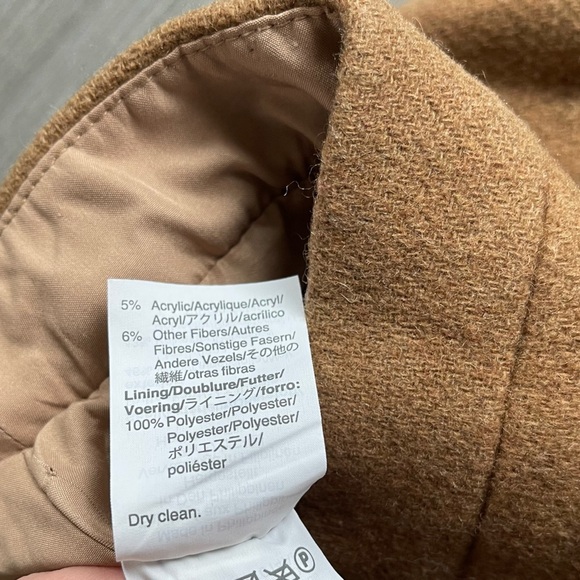 5% Acrylic/Acrylique/Acryl/
Acryl/アクリル/acrílico
6% Other Fibers/Autres
Fibres/Sonstige Fasern/
Andere Vezels/その他の
繊維/otras fibras
Lining/Doublure/Futter/
Voering/ライニング/forro:
100% Polyester/Polyester/
Polyester/Polyester/
ポリエステル/
poliéster
Dry clean.
P